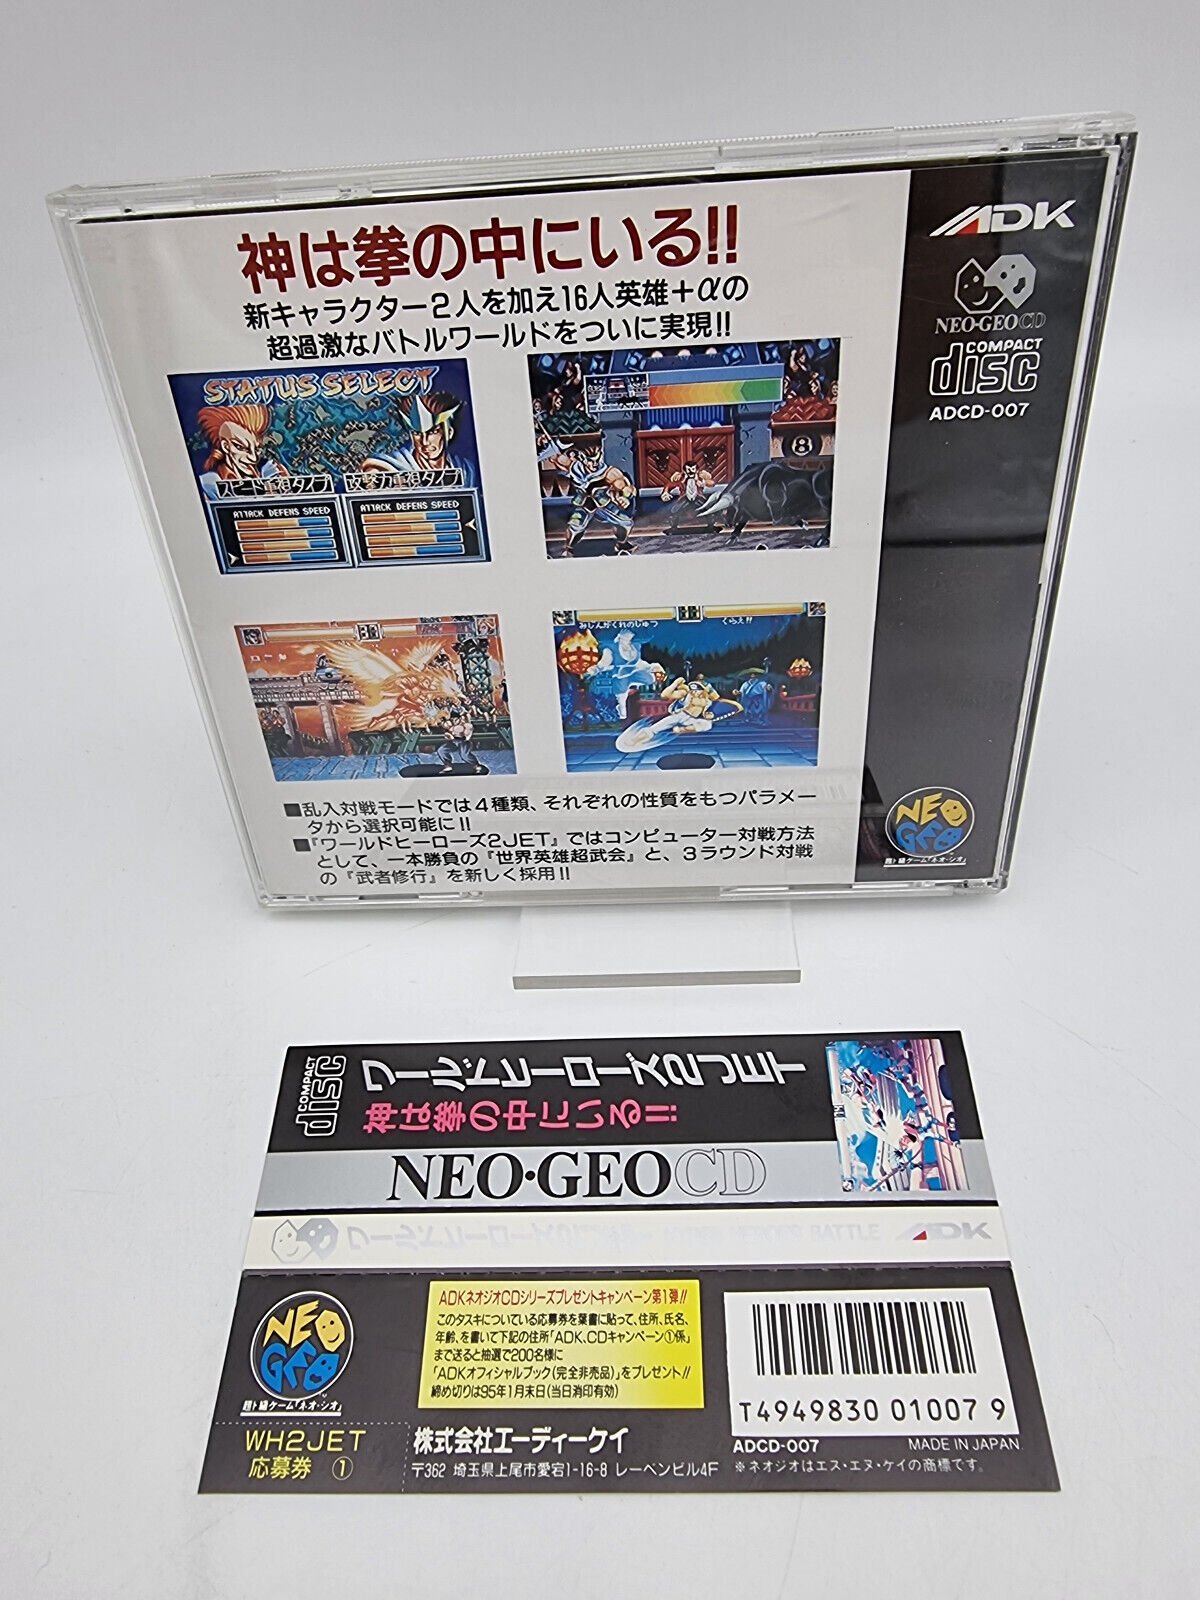 神は拳の中にいる!!
新キャラクター2人を加え16人英雄+αの
超過激なバトルワールドをついに実現!!
ADK
NEO・GEO CD
COMPACT
disc
ADCD-007
STATUS SELECT
スピード重視タイプ
攻撃力重視タイプ
ATTACK DEFENS SPEED
ATTACK DEFENS SPEED
8
みじんがくれのじゅつ
くらえ!!
■乱入対戦モードでは4種類、それぞれの性質をもつパラメー
タから選択可能に!!
■『ワールドヒーローズ2JET』ではコンピューター対戦方法
として、一本勝負の『世界英雄超武会』と、3ラウンド対戦
の『武者修行』を新しく採用!!
NEO
GEO
COMPACT
disc
ワールドヒーローズ2JET
神は拳の中にいる!!
NEO・GEO CD
BATTLE
ADK
NEO
GEO
WH2JET
応募券 ①
ADKネオジオCDシリーズプレゼントキャンペーン第1弾!!
このタスキについている応募券を葉書に貼って、住所、氏名、
年齢、を書いて下記の住所「ADK.CDキャンペーン①係」
まで送ると抽選で200名様に
「ADKオフィシャルブック(完全非売品)」をプレゼント!!
締め切りは95年1月末日(当日消印有効)
株式会社エーディーケイ
〒362 埼玉県上尾市愛宕1-16-8 レーベンビル4F
T4949830 01007 9
ADCD-007
MADE IN JAPAN
※ネオジオはエス・エヌ・ケイの商標です。